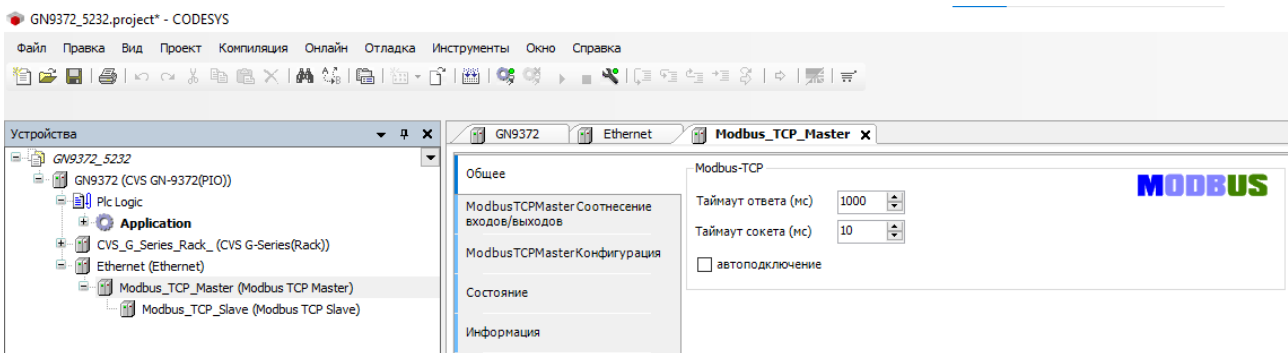 GN9372_5232.project* - CODESYS
Файл Правка Вид Проект Компиляция Онлайн Отладка Инструменты Окно Справка
Устройства
GN9372_5232
GN9372 (CVS GN-9372(PIO))
Plc Logic
Application
CVS_G_Series_Rack_ (CVS G-Series(Rack))
Ethernet (Ethernet)
Modbus_TCP_Master (Modbus TCP Master)
Modbus_TCP_Slave (Modbus TCP Slave)
GN9372 Ethernet Modbus_TCP_Master
Общее
ModbusTCPMaster Соотнесение
входов/выходов
ModbusTCPMasterКонфигурация
Состояние
Информация
Modbus-TCP
Таймаут ответа (мс) 1000
Таймаут сокета (мс) 10
автоподключение
MODBUS